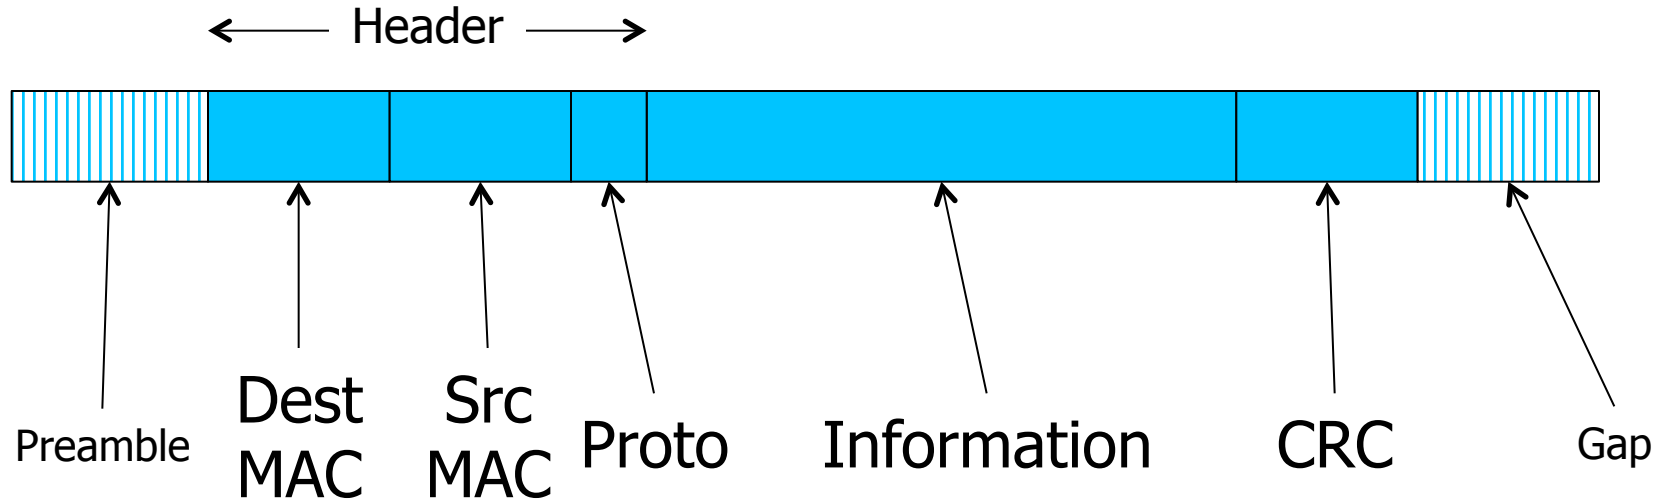 Header
Preamble
Dest
MAC
Src
MAC
Proto
Information
CRC
Gap